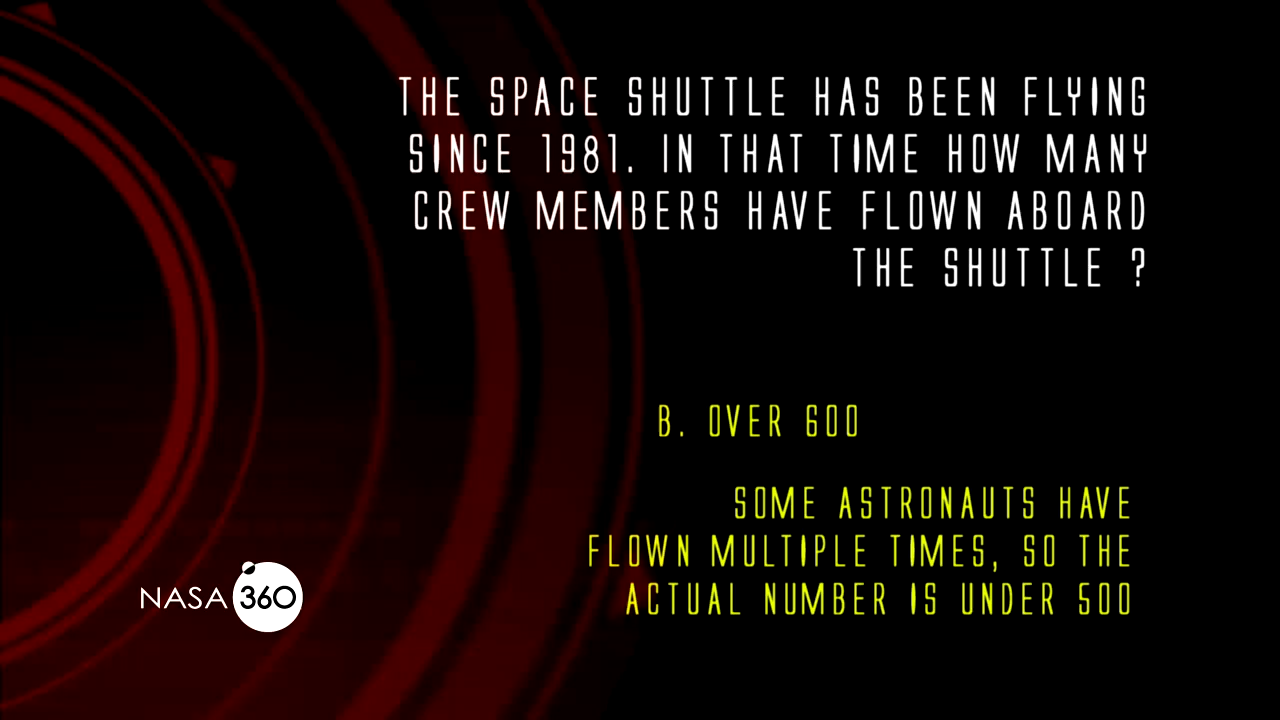 THE SPACE SHUTTLE HAS BEEN FLYING
SINCE 1981. IN THAT TIME HOW MANY
CREW MEMBERS HAVE FLOWN ABOARD
THE SHUTTLE ?
B. OVER 600
SOME ASTRONAUTS HAVE
FLOWN MULTIPLE TIMES, SO THE
ACTUAL NUMBER IS UNDER 500
NASA 360